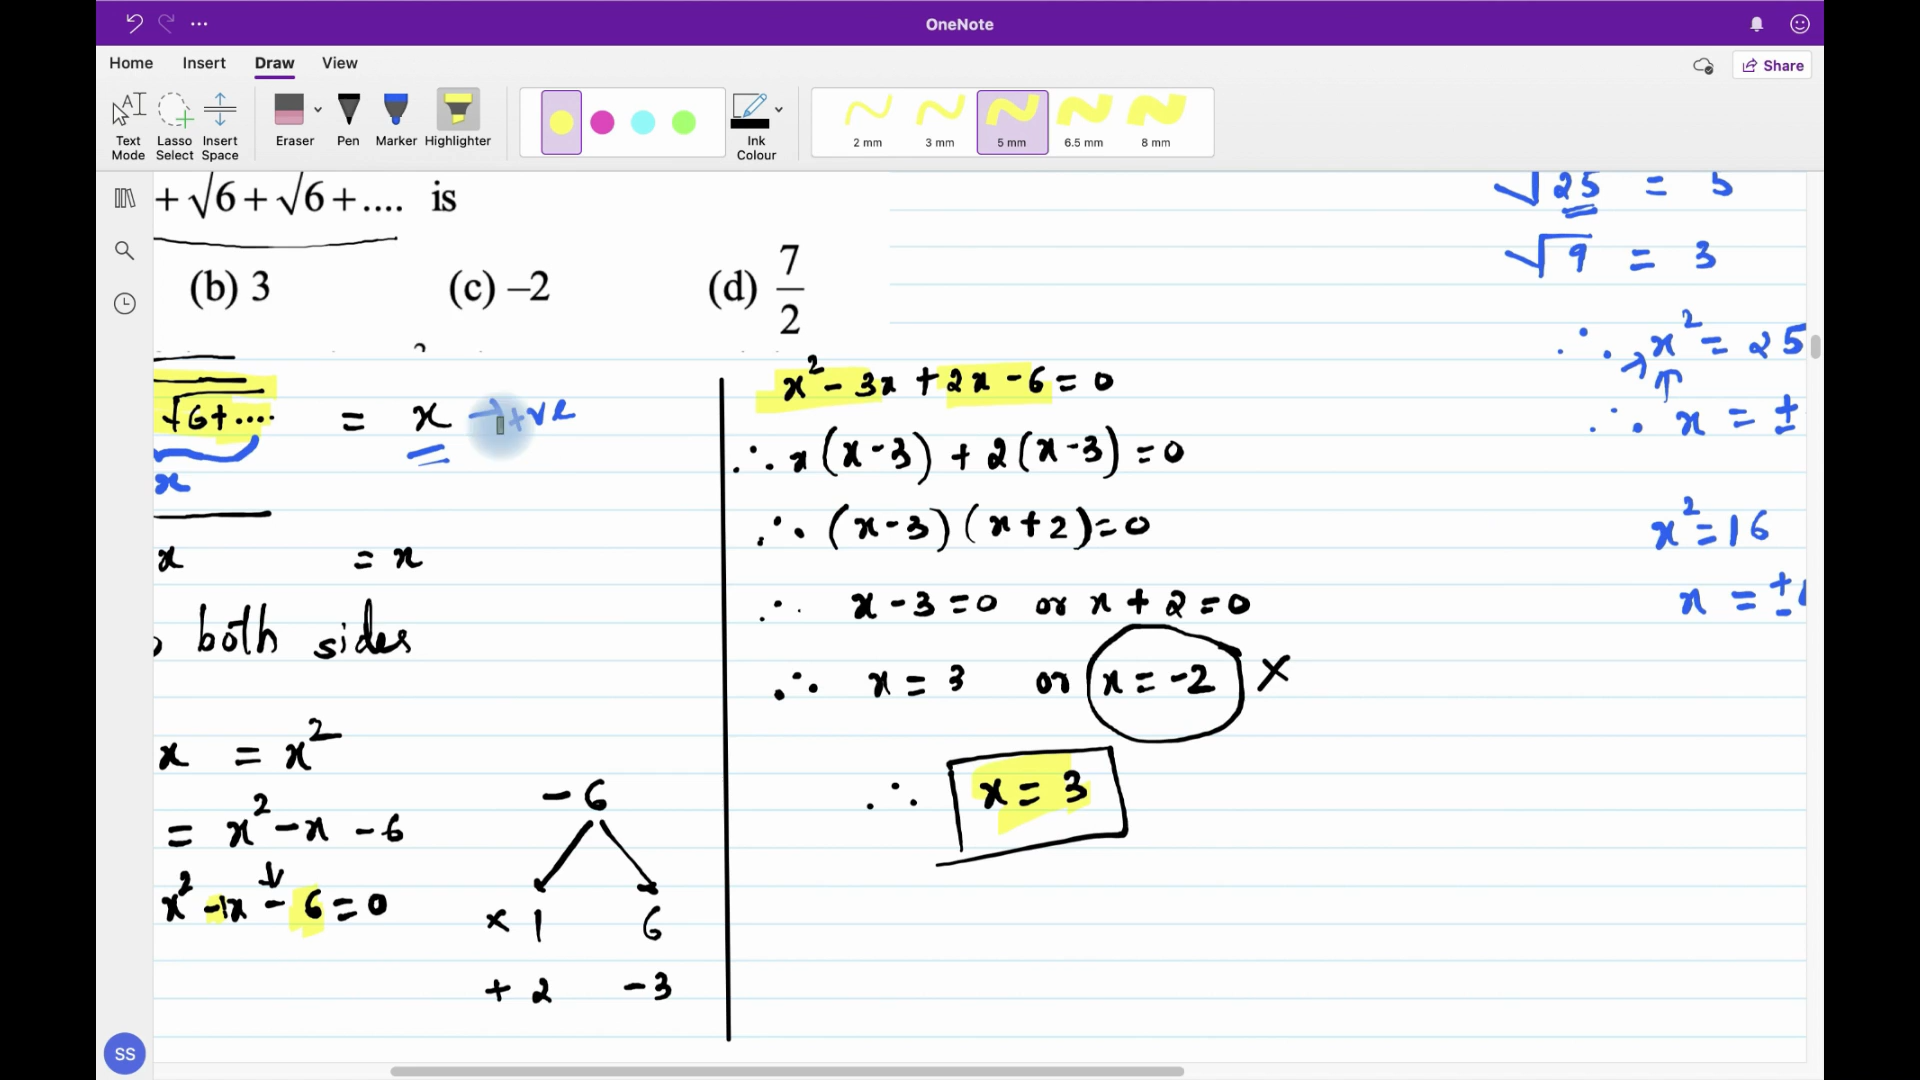 OneNote
Home Insert Draw View
Share
Text Mode
Lasso Select
Insert Space
Eraser
Pen
Marker
Highlighter
Ink Colour
2 mm
3 mm
5 mm
6.5 mm
8 mm
+ √6 + √6 + .... is
(b) 3 (c) –2 (d) 7/2
√6+.... = x → +ve
x
x = x
both sides
x = x²
= x² - x - 6
x² - 1x - 6 = 0
- 6
x 1 6
+ 2 - 3
x² - 3x + 2x - 6 = 0
∴ x(x-3) + 2(x-3) = 0
∴ (x-3)(x+2) = 0
∴ x - 3 = 0 or x + 2 = 0
∴ x = 3 or x = -2 ×
∴ x = 3
√25 = 5
√9 = 3
∴ x² = 25
∴ x = ±
x² = 16
x = ±
SS